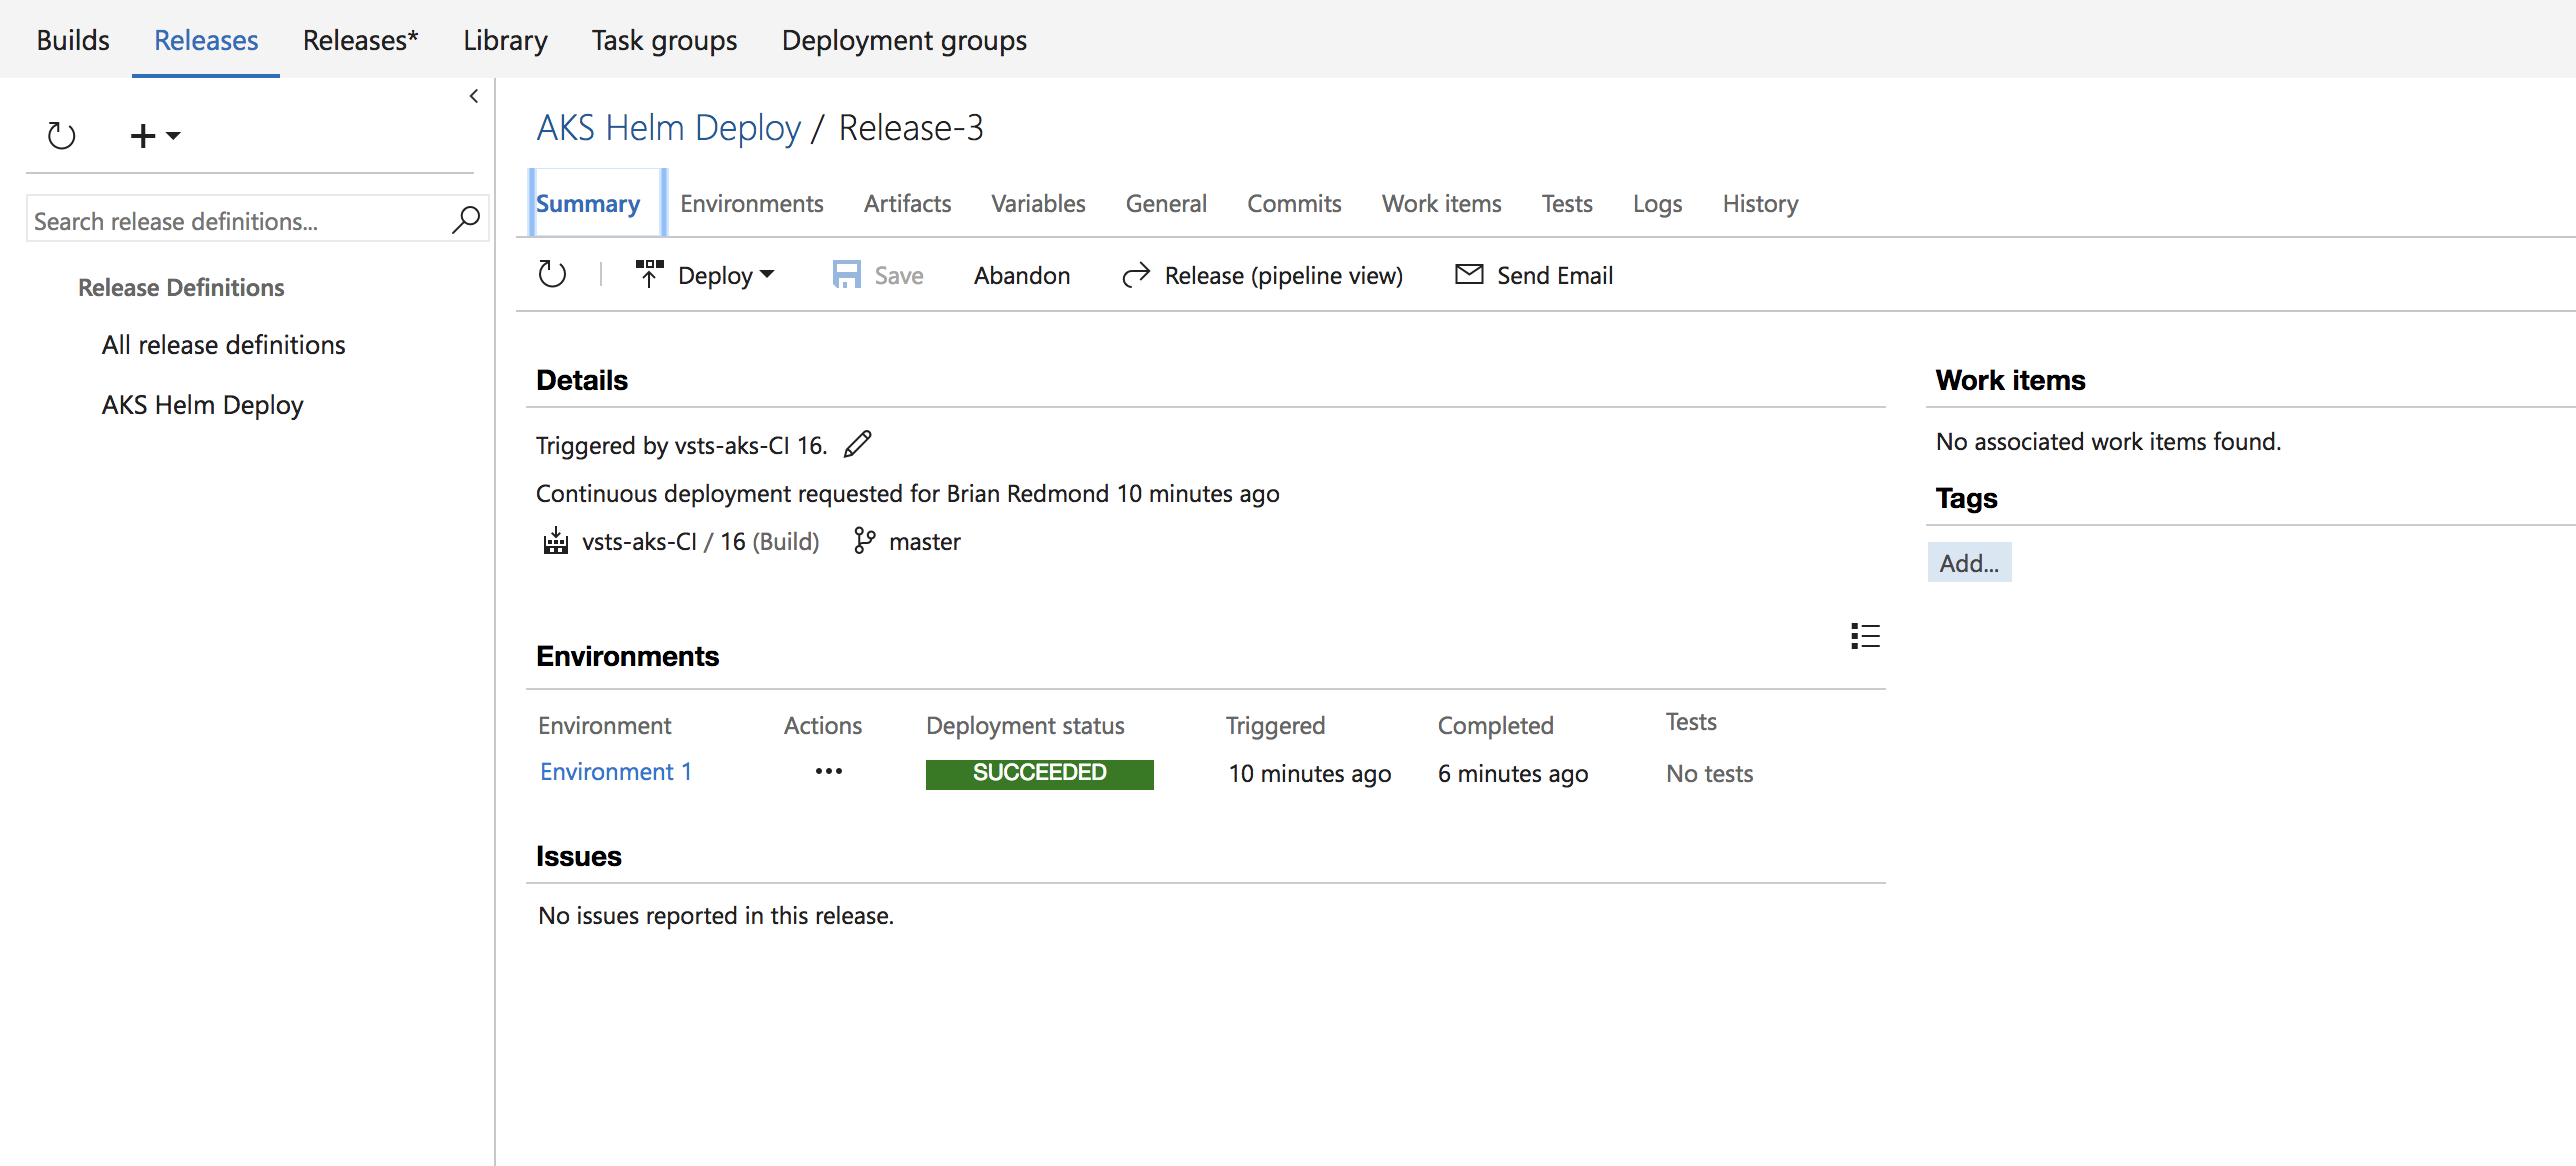 Builds Releases Releases* Library Task groups Deployment groups
Search release definitions...
Release Definitions
All release definitions
AKS Helm Deploy
AKS Helm Deploy / Release-3
Summary Environments Artifacts Variables General Commits Work items Tests Logs History
Deploy Save Abandon Release (pipeline view) Send Email
Details
Triggered by vsts-aks-CI 16.
Continuous deployment requested for Brian Redmond 10 minutes ago
vsts-aks-CI / 16 (Build) master
Environments
Environment Actions Deployment status Triggered Completed Tests
Environment 1 ••• SUCCEEDED 10 minutes ago 6 minutes ago No tests
Issues
No issues reported in this release.
Work items
No associated work items found.
Tags
Add...